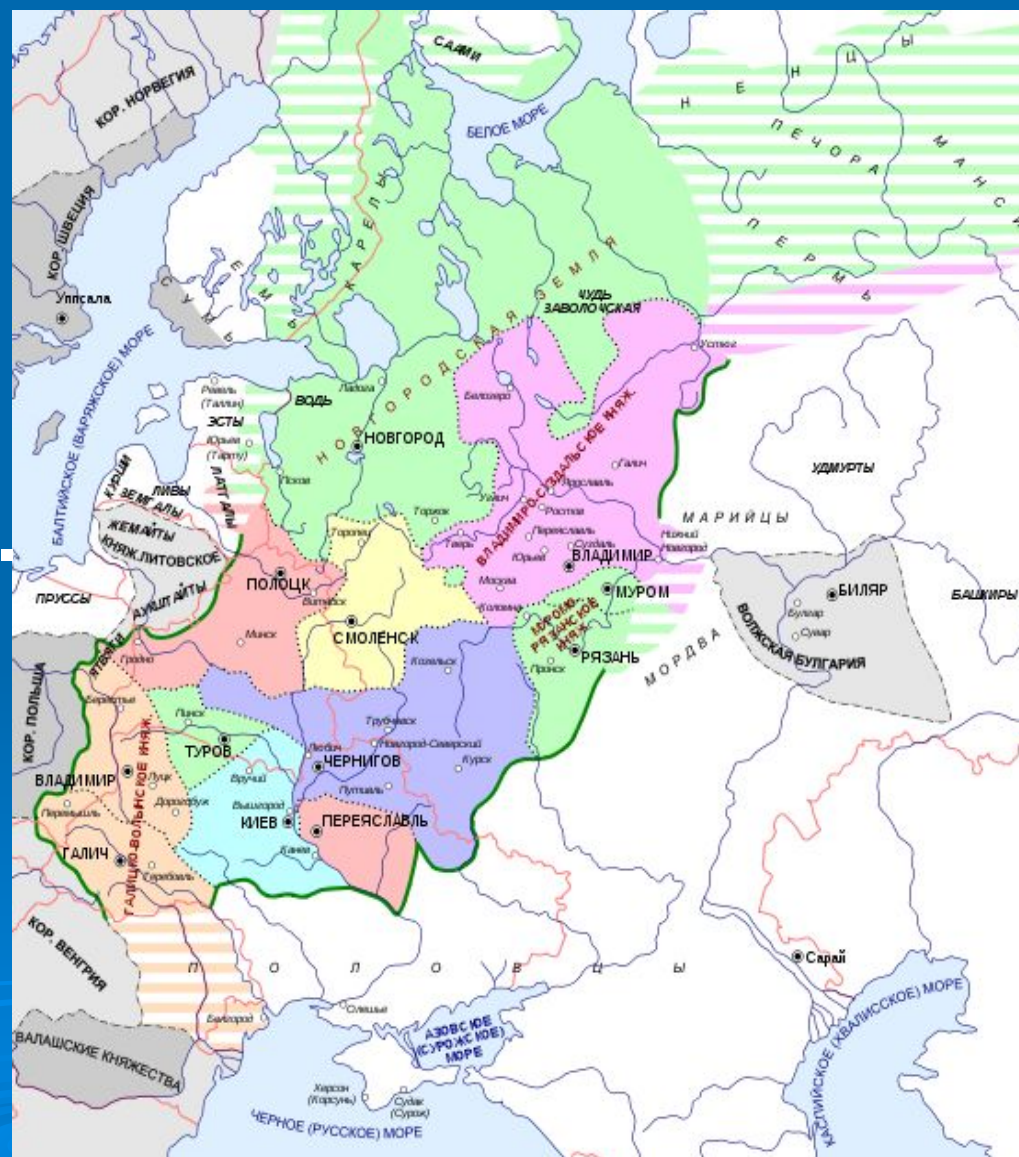 СААМИ
НЕНЦЫ
КОР. НОРВЕГИЯ
БЕЛОЕ МОРЕ
ПЕЧОРА
МАНСИ
КОР. ШВЕЦИЯ
КАРЕЛЫ
ПЕРМЬ
Уппсала
СУМЬ
ЕМЬ
НОВГОРОДСКАЯ ЗЕМЛЯ
ЧУДЬ
ЗАВОЛОЧСКАЯ
БАЛТИЙСКОЕ (ВАРЯЖСКОЕ) МОРЕ
Устюг
Ревель
(Таллин)
Ладога
ВОДЬ
Белозеро
ЭСТЫ
Юрьев
(Тарту)
НОВГОРОД
ВЛАДИМИРО-СУЗДАЛЬСКОЕ КНЯЖ.
Галич
УДМУРТЫ
ЛАТГАЛЫ
Псков
КУРШИ
ЛИВЫ
ЗЕМГАЛЫ
Углич
Ярославль
Ростов
МАРИЙЦЫ
Торжок
ЖЕМАЙТЫ
КНЯЖ.ЛИТОВСКОЕ
Торопец
Тверь
Переяславль
Суздаль
Юрьев
ВЛАДИМИР
Нижний
Новгород
ПОЛОЦК
Витебск
Москва
Коломна
МУРОМ
БИЛЯР
Булгар
Сувар
БАШКИРЫ
ПРУССЫ
АУКШТАЙТЫ
МУРОМО-
РЯЗАНСКОЕ
КНЯЖ.
СМОЛЕНСК
Минск
РЯЗАНЬ
Пронск
МОРДВА
ВОЛЖСКАЯ БУЛГАРИЯ
ЯТВЯГИ
Гродно
Козельск
КОР. ПОЛЬША
Берестье
Пинск
ТУРОВ
Трубчевск
Новгород-Северский
Любич
ЧЕРНИГОВ
Курск
ВЛАДИМИР
Луцк
Вручий
Путивль
Перемышль
Дорогобуж
Вышгород
КИЕВ
ПЕРЕЯСЛАВЛЬ
ГАЛИЦКО-ВОЛЫНСКОЕ КНЯЖ.
ГАЛИЧ
Теребовль
Канев
КОР. ВЕНГРИЯ
ПОЛОВЦЫ
Сарай
Олешье
Белгород
АЗОВСКОЕ
(СУРОЖСКОЕ)
МОРЕ
ВАЛАШСКИЕ КНЯЖЕСТВА
Херсон
(Корсунь)
Судак
(Сурож)
ЧЕРНОЕ (РУССКОЕ) МОРЕ
КАСПИЙСКОЕ (ХВАЛИССКОЕ) МОРЕ